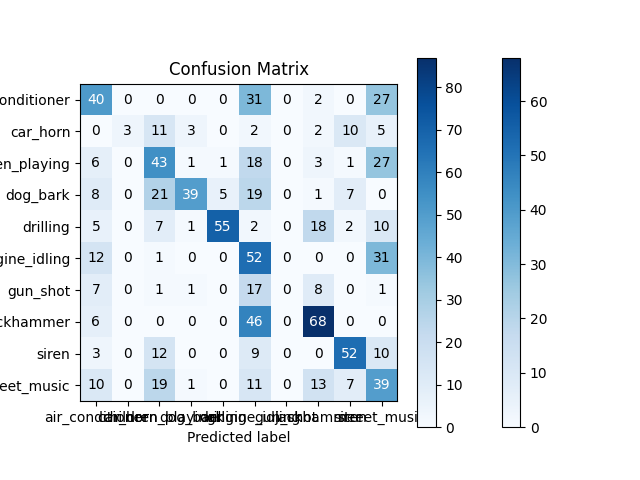 Confusion Matrix
onditioner 40 0 0 0 0 31 0 2 0 27
car_horn 0 3 11 3 0 2 0 2 10 5
en_playing 6 0 43 1 1 18 0 3 1 27
dog_bark 8 0 21 39 5 19 0 1 7 0
drilling 5 0 7 1 55 2 0 18 2 10
gine_idling 12 0 1 0 0 52 0 0 0 31
gun_shot 7 0 1 1 0 17 0 8 0 1
ckhammer 6 0 0 0 0 46 0 68 0 0
siren 3 0 12 0 0 9 0 0 52 10
eet_music 10 0 19 1 0 11 0 13 7 39
Predicted label
80
70
60
50
40
30
20
10
0
60
50
40
30
20
10
0